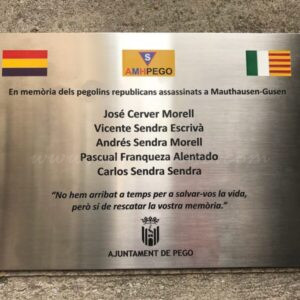 S
AMHPEGO
En memòria dels pegolins republicans assassinats a Mauthausen-Gusen
José Cerver Morell
Vicente Sendra Escrivà
Andrés Sendra Morell
Pascual Franqueza Alentado
Carlos Sendra Sendra
"No hem arribat a temps per a salvar-vos la vida,
però si de rescatar la vostra memòria."
AJUNTAMENT DE PEGO